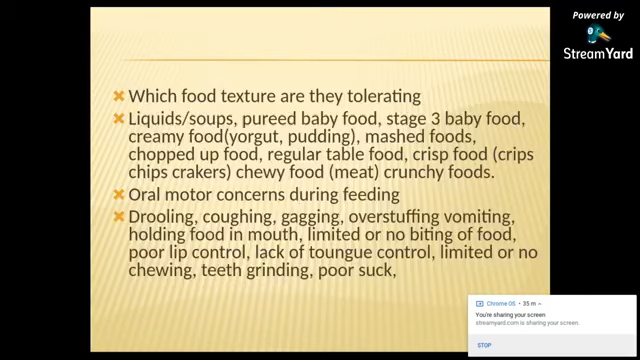 Powered by
StreamYard
Which food texture are they tolerating
Liquids/soups, pureed baby food, stage 3 baby food,
creamy food(yorgut, pudding), mashed foods,
chopped up food, regular table food, crisp food (crips
chips crakers) chewy food (meat) crunchy foods.
Oral motor concerns during feeding
Drooling, coughing, gagging, overstuffing vomiting,
holding food in mouth, limited or no biting of food,
poor lip control, lack of toungue control, limited or no
chewing, teeth grinding, poor suck,
Chrome OS • 35 m
You're sharing your screen
streamyard.com is sharing your screen.
STOP